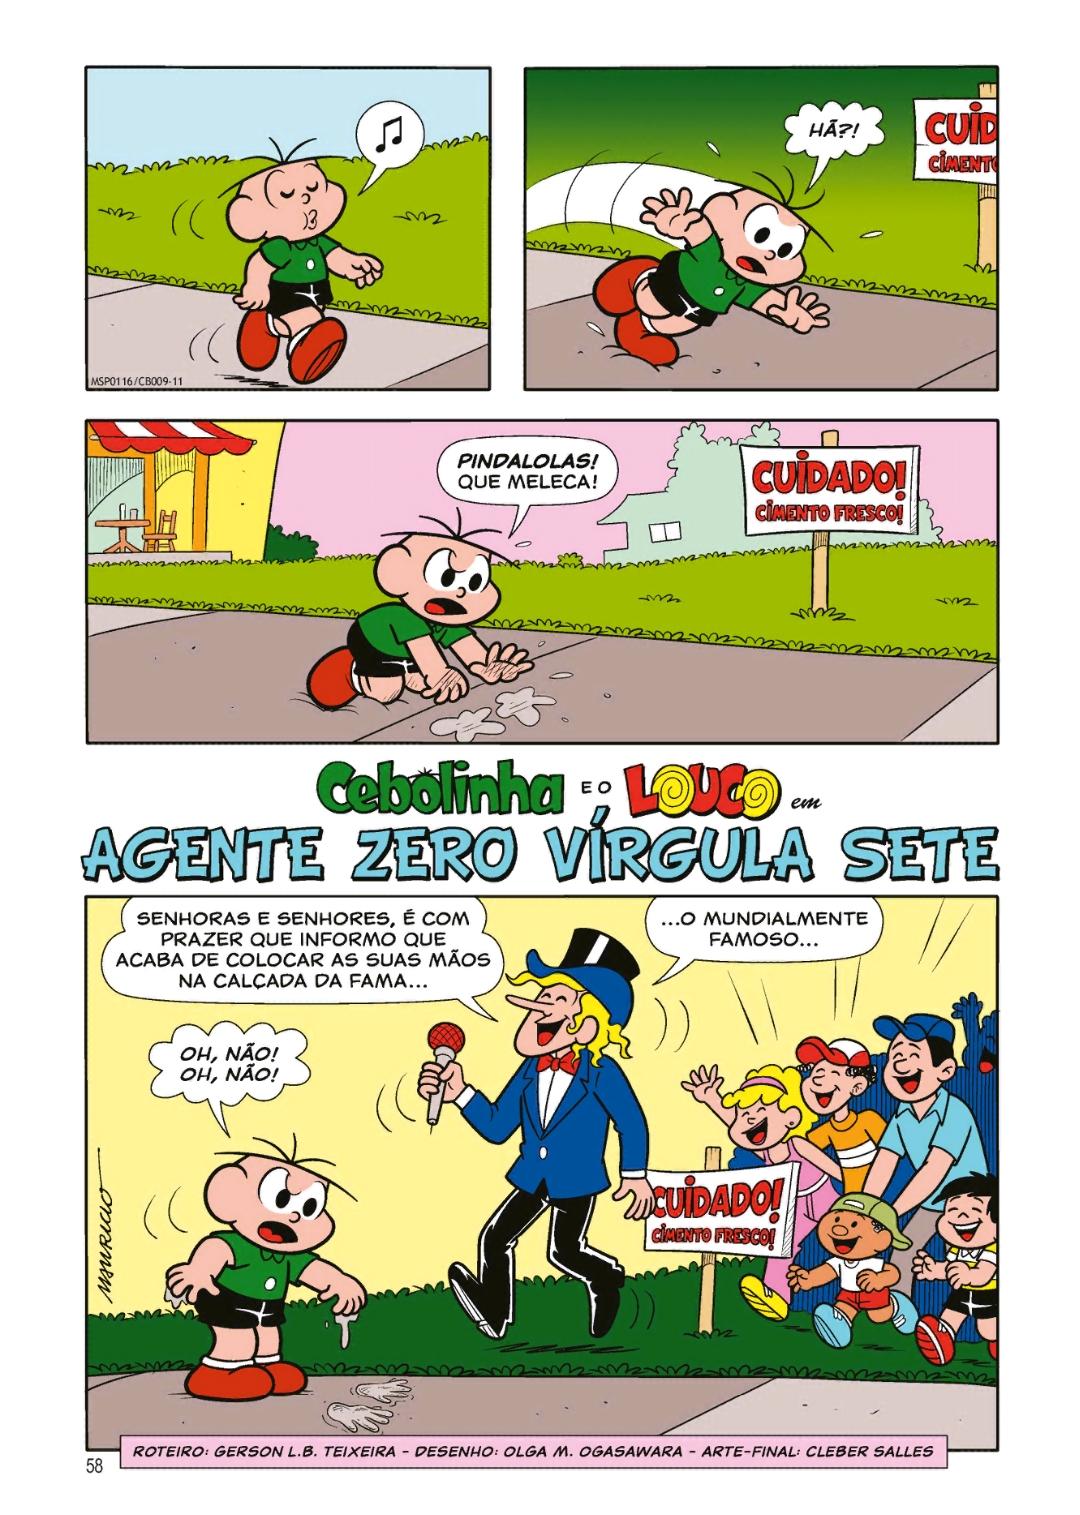 MSP0116/CB009-11
HÃ?!
CUID
CIMENTO
PINDALOLAS!
QUE MELECA!
CUIDADO!
CIMENTO FRESCO!
Cebolinha E O LOUCO em
AGENTE ZERO VÍRGULA SETE
SENHORAS E SENHORES, É COM
PRAZER QUE INFORMO QUE
ACABA DE COLOCAR AS SUAS MÃOS
NA CALÇADA DA FAMA...
...O MUNDIALMENTE
FAMOSO...
OH, NÃO!
OH, NÃO!
CUIDADO!
CIMENTO FRESCO!
MAURICIO
ROTEIRO: GERSON L.B. TEIXEIRA - DESENHO: OLGA M. OGASAWARA - ARTE-FINAL: CLEBER SALLES
58